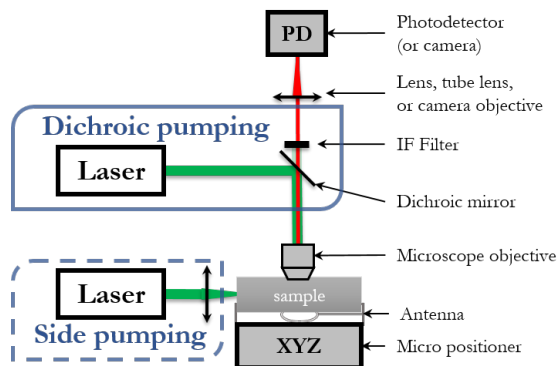 PD
Photodetector
(or camera)
Lens, tube lens,
or camera objective
Dichroic pumping
IF Filter
Laser
Dichroic mirror
Microscope objective
Laser
sample
Antenna
Side pumping
XYZ
Micro positioner